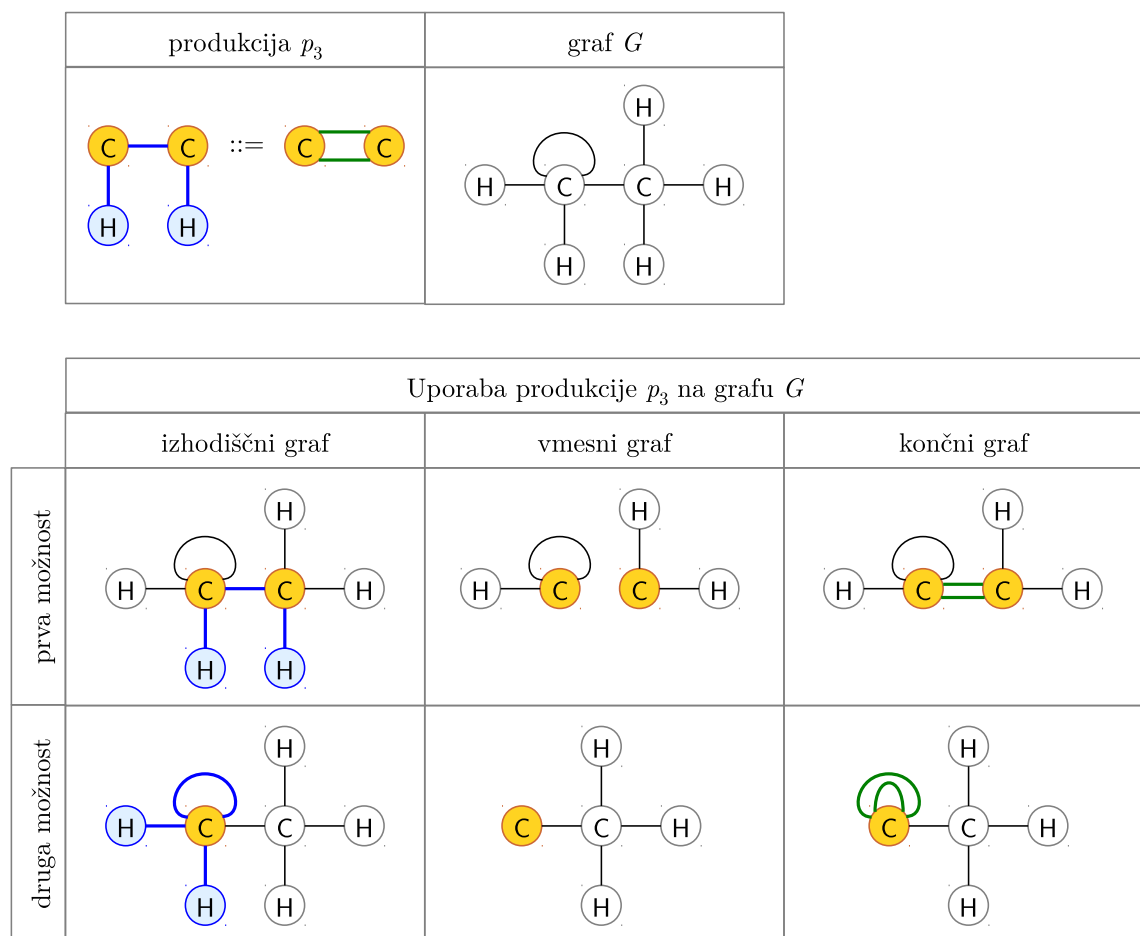 produkcija p3
graf G
C C ::= C C
H H
H
H C C H
H H
Uporaba produkcije p3 na grafu G
izhodiščni graf
vmesni graf
končni graf
prva možnost
H H H
H C C H H C C H H C C H
H H
druga možnost
H H H
H C C H C C H C C H
H H H H